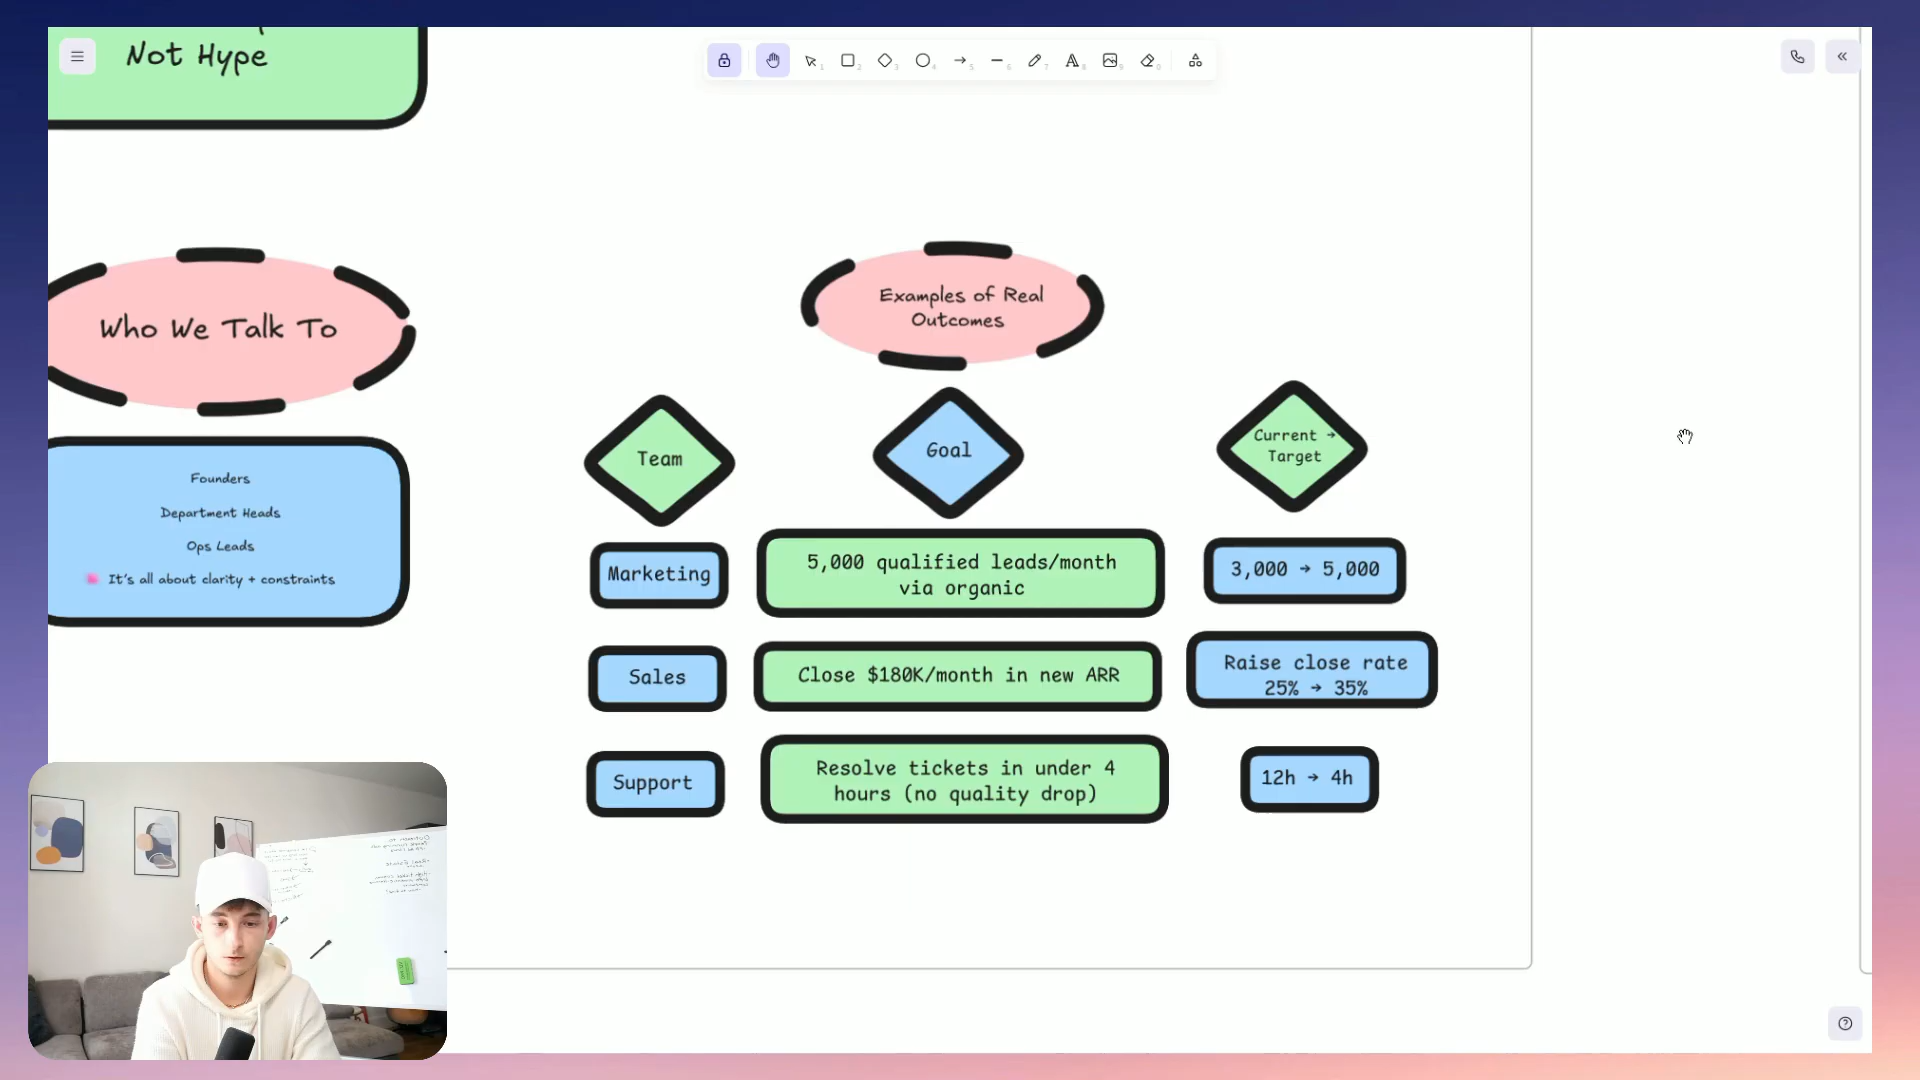 Not Hype
Who We Talk To
Founders
Department Heads
Ops Leads
It's all about clarity + constraints
Examples of Real
Outcomes
Team
Goal
Current →
Target
Marketing
5,000 qualified leads/month
via organic
3,000 → 5,000
Sales
Close $180K/month in new ARR
Raise close rate
25% → 35%
Support
Resolve tickets in under 4
hours (no quality drop)
12h → 4h